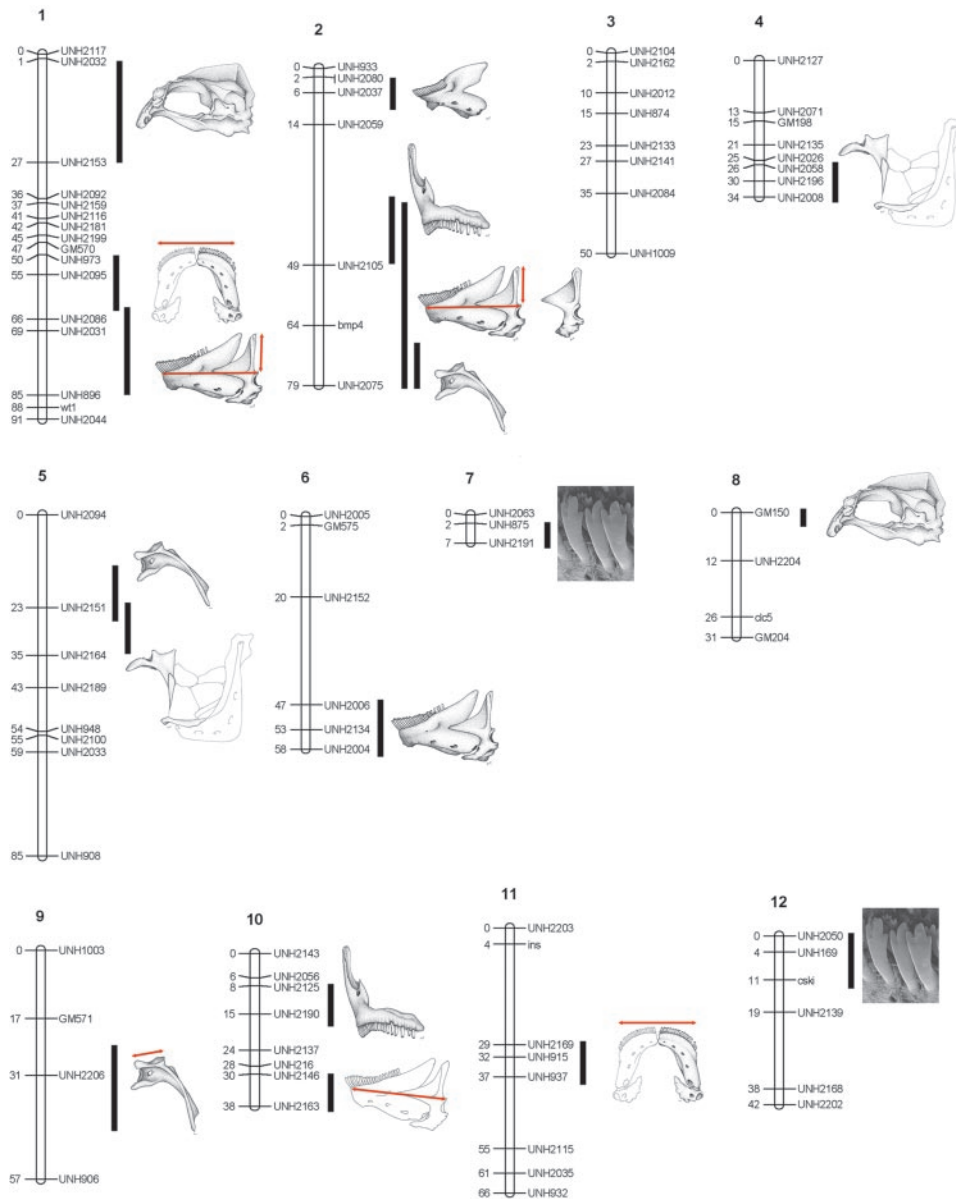 1
0 UNH2117
1 UNH2032
27 UNH2153
36 UNH2092
37 UNH2159
41 UNH2116
42 UNH2181
45 UNH2199
47 GM570
50 UNH973
55 UNH2095
66 UNH2086
69 UNH2031
85 UNH896
88 wt1
91 UNH2044
2
0 UNH933
2 UNH2080
6 UNH2037
14 UNH2059
49 UNH2105
64 bmp4
79 UNH2075
3
0 UNH2104
2 UNH2162
10 UNH2012
15 UNH874
23 UNH2133
27 UNH2141
35 UNH2084
50 UNH1009
4
0 UNH2127
13 UNH2071
15 GM198
21 UNH2135
25 UNH2026
26 UNH2058
30 UNH2196
34 UNH2008
5
0 UNH2094
23 UNH2151
35 UNH2164
43 UNH2189
54 UNH948
55 UNH2100
59 UNH2033
85 UNH908
6
0 UNH2005
2 GM575
20 UNH2152
47 UNH2006
53 UNH2134
58 UNH2004
7
0 UNH2063
2 UNH875
7 UNH2191
8
0 GM150
12 UNH2204
26 clc5
31 GM204
9
0 UNH1003
17 GM571
31 UNH2206
57 UNH906
10
0 UNH2143
6 UNH2056
8 UNH2125
15 UNH2190
24 UNH2137
28 UNH216
30 UNH2146
38 UNH2163
11
0 UNH2203
4 ins
29 UNH2169
32 UNH915
37 UNH937
55 UNH2115
61 UNH2035
66 UNH932
12
0 UNH2050
4 UNH169
11 cski
19 UNH2139
38 UNH2168
42 UNH2202